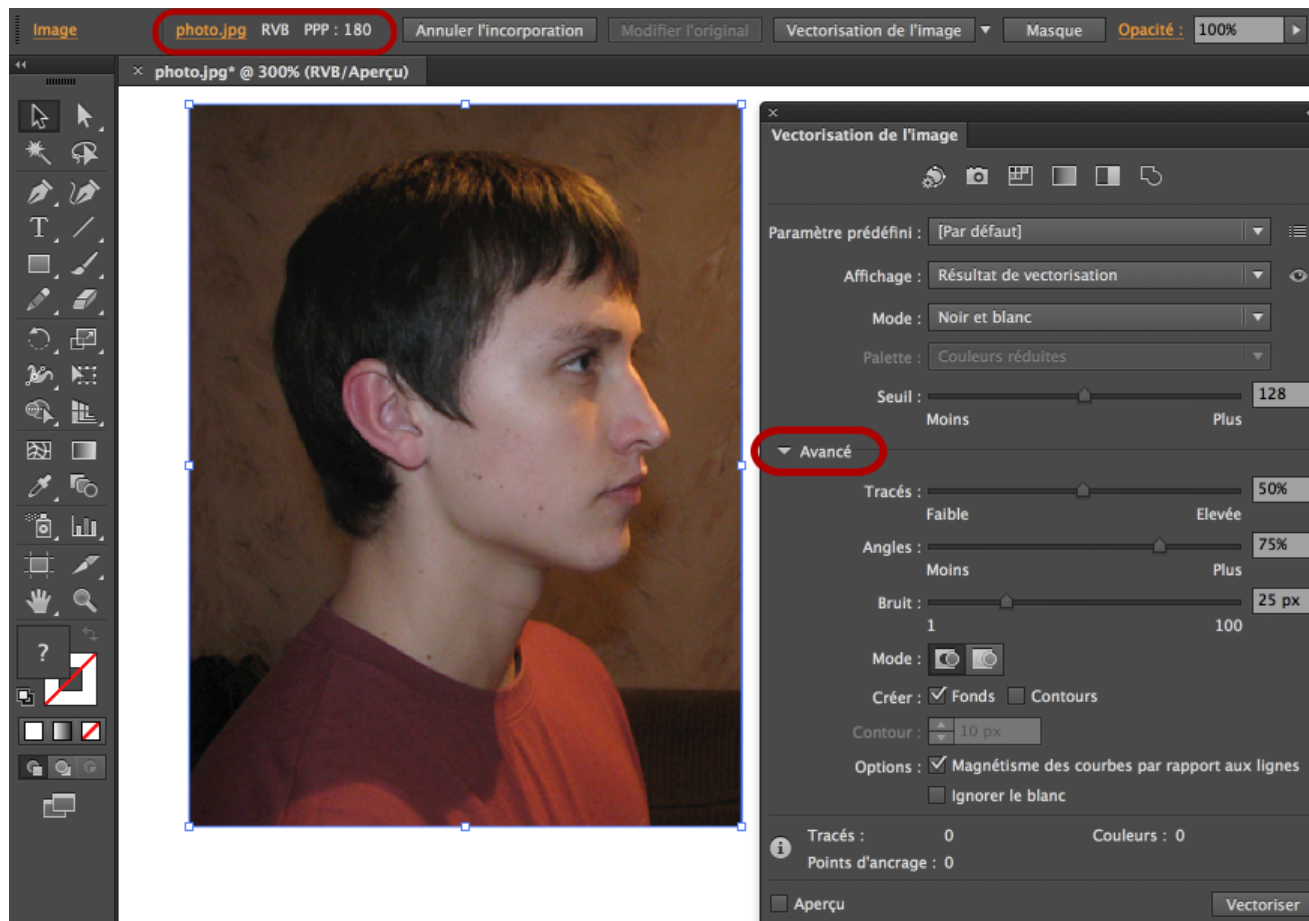 Image photo.jpg RVB PPP : 180 Annuler l'incorporation Modifier l'original Vectorisation de l'image Masque Opacité : 100%
photo.jpg* @ 300% (RVB/Aperçu)
Vectorisation de l'image
Paramètre prédéfini : [Par défaut]
Affichage : Résultat de vectorisation
Mode : Noir et blanc
Palette : Couleurs réduites
Seuil : 128
Moins Plus
Avancé
Tracés : 50%
Faible Elevée
Angles : 75%
Moins Plus
Bruit : 25 px
1 100
Mode :
Créer : Fonds Contours
Contour : 10 px
Options : Magnétisme des courbes par rapport aux lignes
Ignorer le blanc
Tracés : 0 Couleurs : 0
Points d'ancrage : 0
Aperçu Vectoriser
T
?